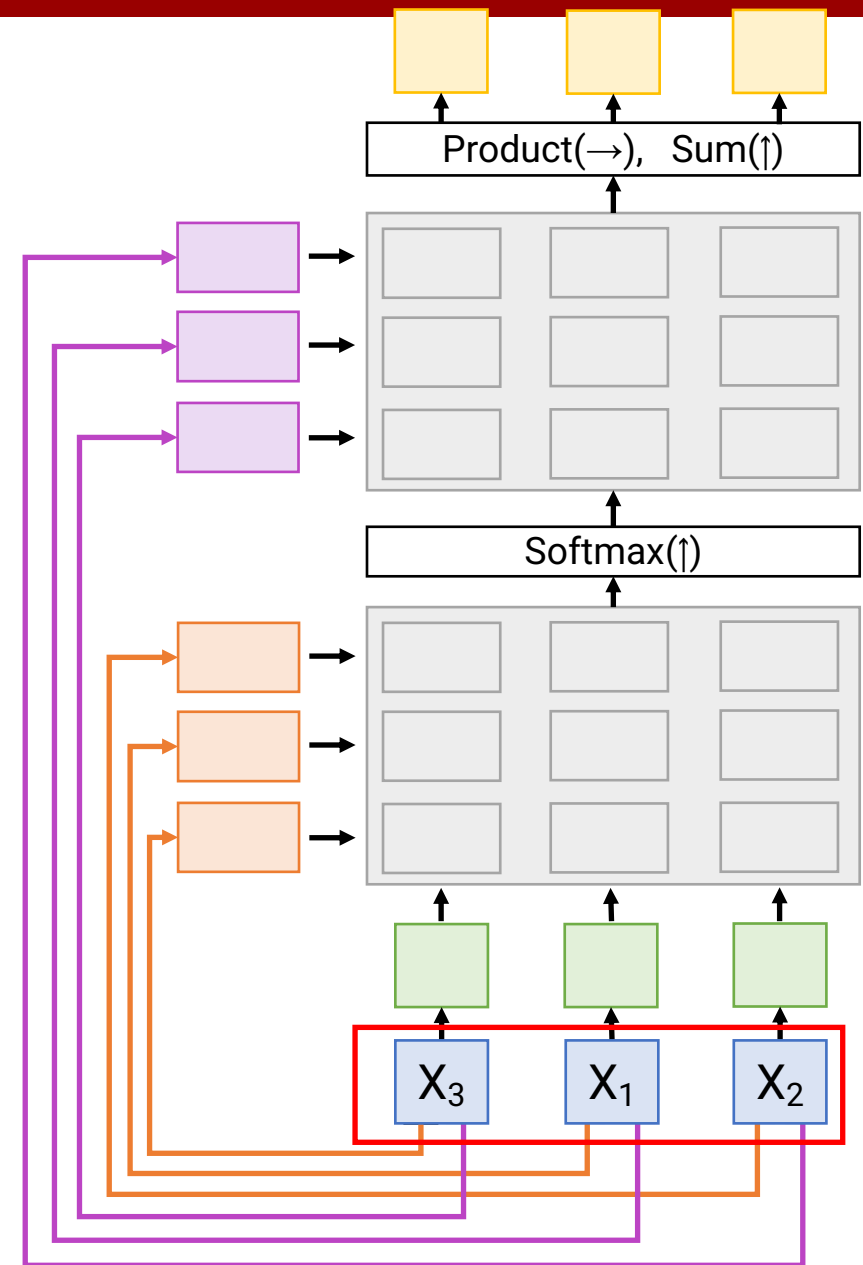 Product(→), Sum(↑)
Softmax(↑)
X₃ X₁ X₂